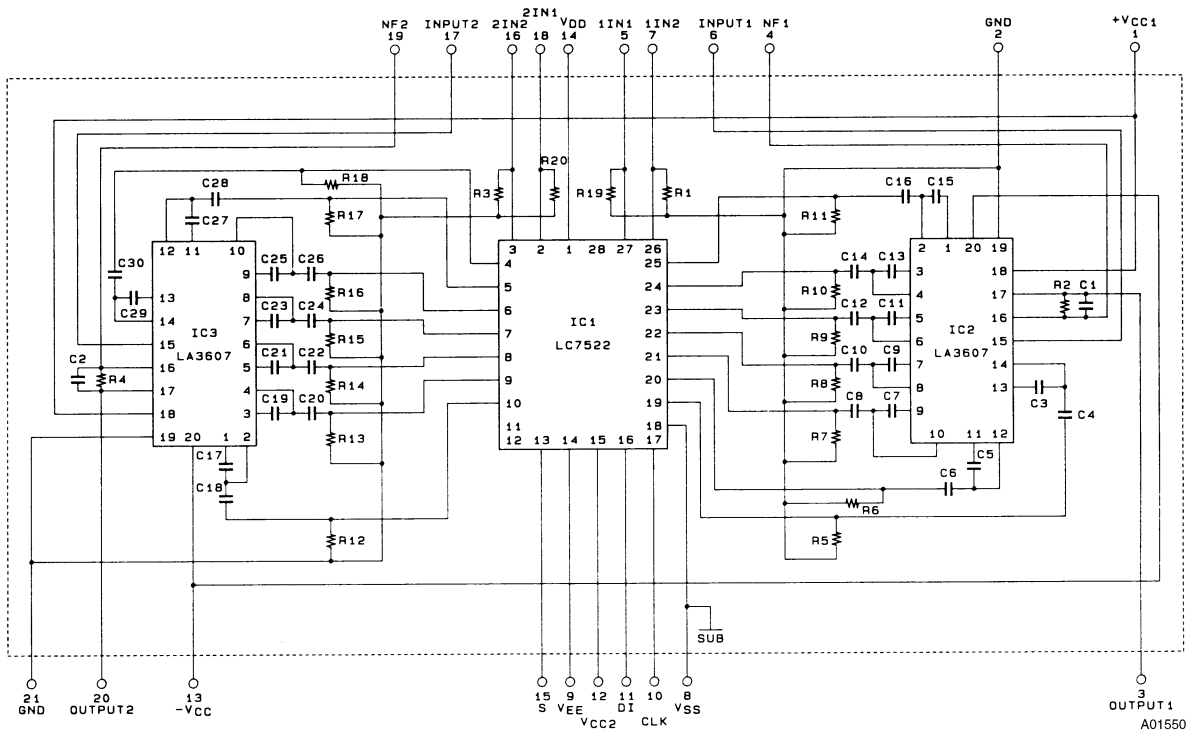 NF2
19
INPUT2
17
2IN2
16
2IN1
18
VDD
14
1IN1
5
1IN2
7
INPUT1
6
NF1
4
GND
2
+VCC1
1
C28
C27
R18
R17
R3
R20
R19
R1
R11
C16
C15
12
11
10
C30
C29
C25
C26
R16
C23
C24
R15
C21
C22
R14
C19
C20
R13
9
8
7
6
5
4
3
13
14
15
16
17
18
19
20
1
2
IC3
LA3607
C2
R4
C17
C18
R12
3
2
1
28
27
26
4
5
6
7
8
9
10
11
12
13
14
15
16
17
25
24
23
22
21
20
19
18
IC1
LC7522
C14
C13
R10
C12
C11
R9
C10
C9
R8
C8
C7
R7
2
1
20
19
3
4
5
6
7
8
9
10
11
12
18
17
16
15
14
13
IC2
LA3607
R2
C1
C3
C4
C5
C6
R6
R5
SUB
21
GND
20
OUTPUT2
13
-VCC
15
S
9
VEE
12
VCC2
11
DI
10
CLK
8
VSS
3
OUTPUT1
A01550